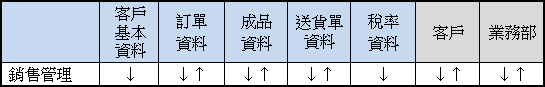 客戶基本資料 訂單資料 成品資料 送貨單資料 稅率資料 客戶 業務部
銷售管理 ↓ ↓↑ ↓↑ ↓↑ ↓ ↓↑ ↓↑